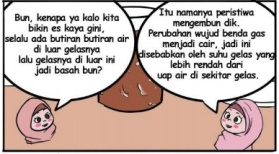 Bun, kenapa ya kalo kita
bikin es kaya gini,
selalu ada butiran butiran air
di luar gelasnya
lalu gelasnya di luar ini
jadi basah bun?
Itu namanya peristiwa
mengembun dik.
Perubahan wujud benda gas
menjadi cair, jadi ini
disebabkan oleh suhu gelas yang
lebih rendah dari
uap air di sekitar gelas.